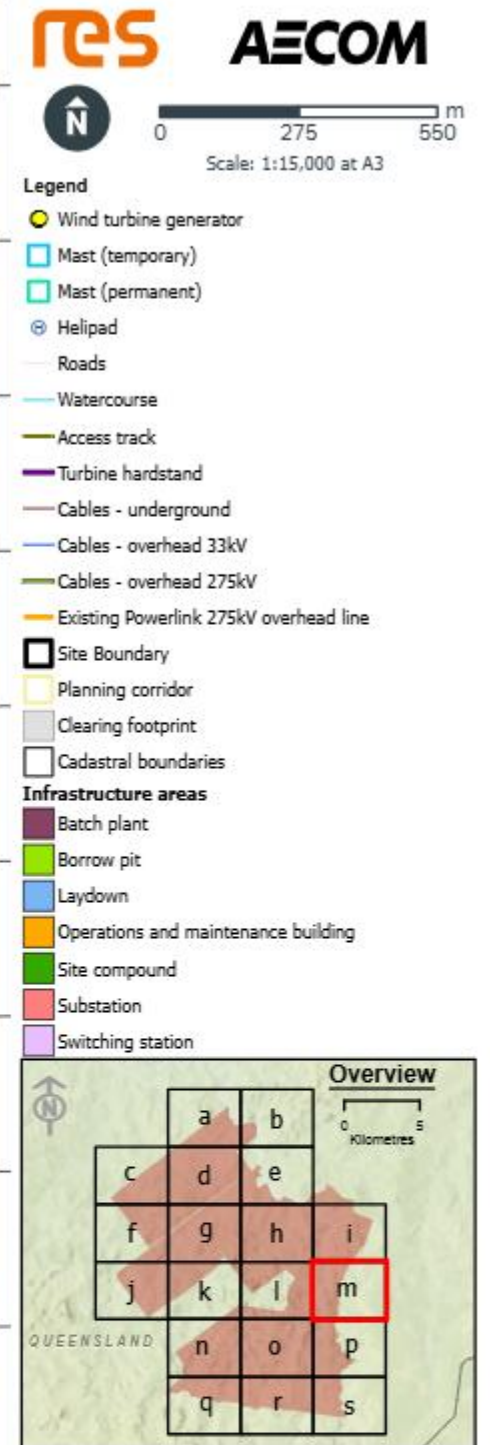 res AECOM
N
m
0 275 550
Scale: 1:15,000 at A3
Legend
Wind turbine generator
Mast (temporary)
Mast (permanent)
H Helipad
Roads
Watercourse
Access track
Turbine hardstand
Cables - underground
Cables - overhead 33kV
Cables - overhead 275kV
Existing Powerlink 275kV overhead line
Site Boundary
Planning corridor
Clearing footprint
Cadastral boundaries
Infrastructure areas
Batch plant
Borrow pit
Laydown
Operations and maintenance building
Site compound
Substation
Switching station
Overview
N
0 5
Kilometres
a b
c d e
f g h i
j k l m
QUEENSLAND
n o p
q r s